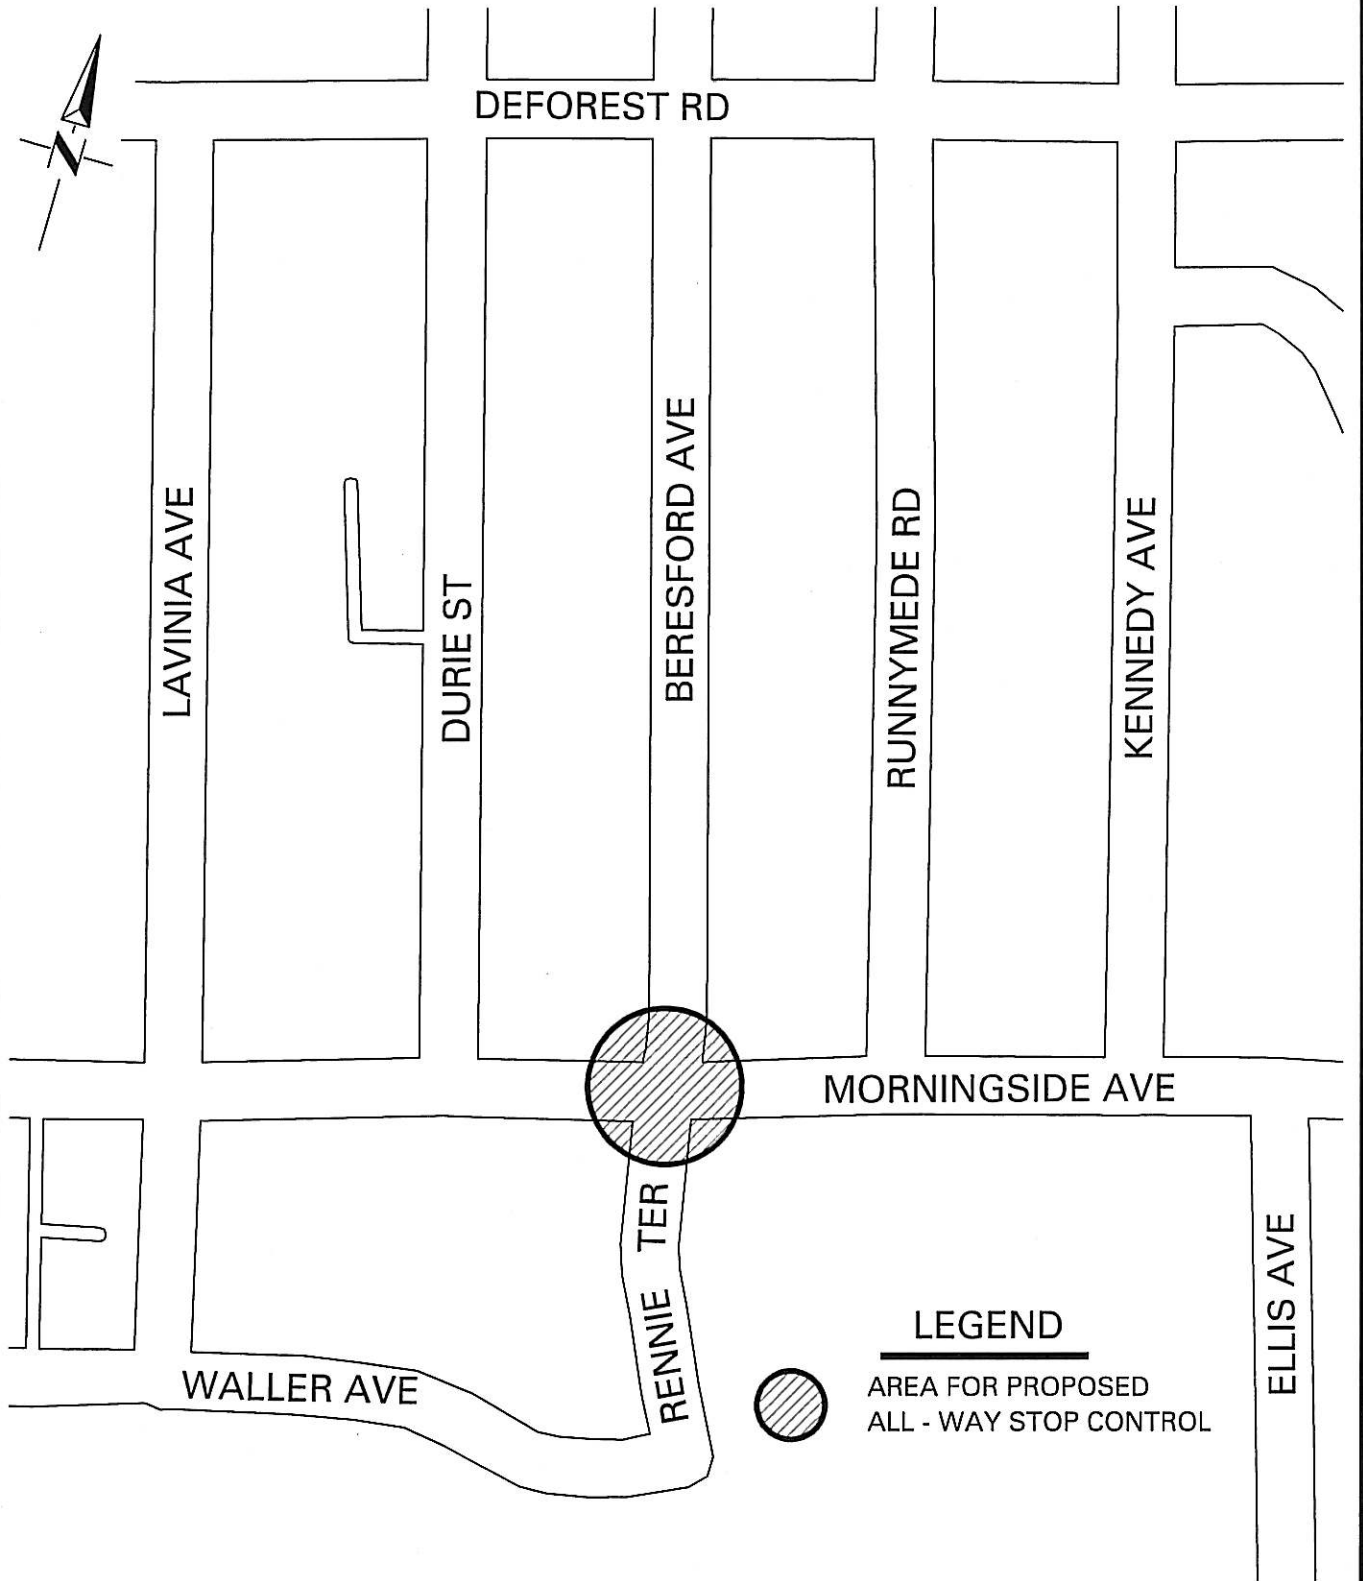 DEFOREST RD
N
LAVINIA AVE
DURIE ST
BERESFORD AVE
RUNNYMEDE RD
KENNEDY AVE
MORNINGSIDE AVE
RENNIE TER
ELLIS AVE
WALLER AVE
LEGEND
AREA FOR PROPOSED
ALL - WAY STOP CONTROL